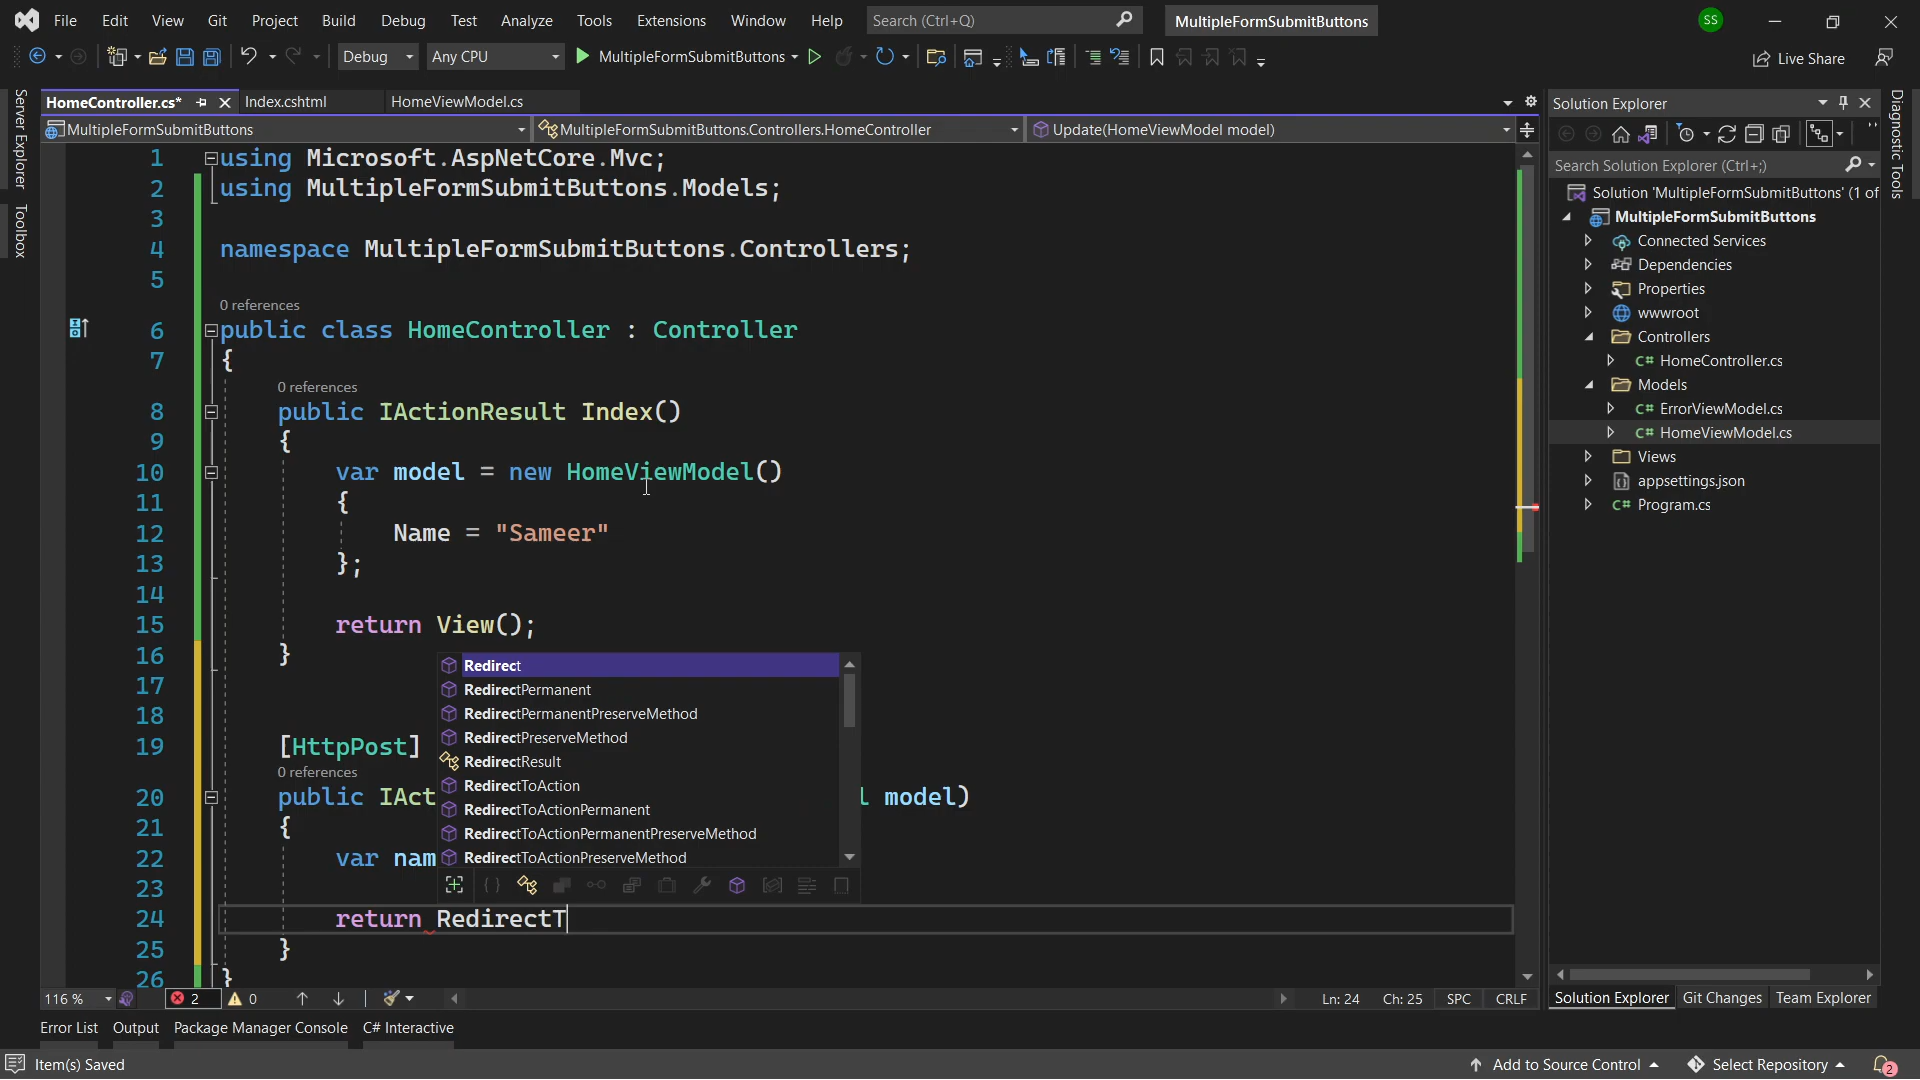 File Edit View Git Project Build Debug Test Analyze Tools Extensions Window Help Search (Ctrl+Q) MultipleFormSubmitButtons SS
Debug Any CPU MultipleFormSubmitButtons Live Share
Server Explorer
Toolbox
HomeController.cs* Index.cshtml HomeViewModel.cs
MultipleFormSubmitButtons MultipleFormSubmitButtons.Controllers.HomeController Update(HomeViewModel model)
1 using Microsoft.AspNetCore.Mvc;
2 using MultipleFormSubmitButtons.Models;
3
4 namespace MultipleFormSubmitButtons.Controllers;
5
0 references
6 public class HomeController : Controller
7 {
0 references
8 public IActionResult Index()
9 {
10 var model = new HomeViewModel()
11 {
12 Name = "Sameer"
13 };
14
15 return View();
16 }
17
18
19 [HttpPost]
0 references
20 public IAct l model)
21 {
22 var nam
23
24 return RedirectT
25 }
26 }
Redirect
RedirectPermanent
RedirectPermanentPreserveMethod
RedirectPreserveMethod
RedirectResult
RedirectToAction
RedirectToActionPermanent
RedirectToActionPermanentPreserveMethod
RedirectToActionPreserveMethod
116 % 2 0 Ln: 24 Ch: 25 SPC CRLF
Error List Output Package Manager Console C# Interactive
Solution Explorer
Search Solution Explorer (Ctrl+;)
Solution 'MultipleFormSubmitButtons' (1 of
MultipleFormSubmitButtons
Connected Services
Dependencies
Properties
wwwroot
Controllers
C# HomeController.cs
Models
C# ErrorViewModel.cs
C# HomeViewModel.cs
Views
appsettings.json
C# Program.cs
Solution Explorer Git Changes Team Explorer
Diagnostic Tools
Item(s) Saved Add to Source Control Select Repository 2